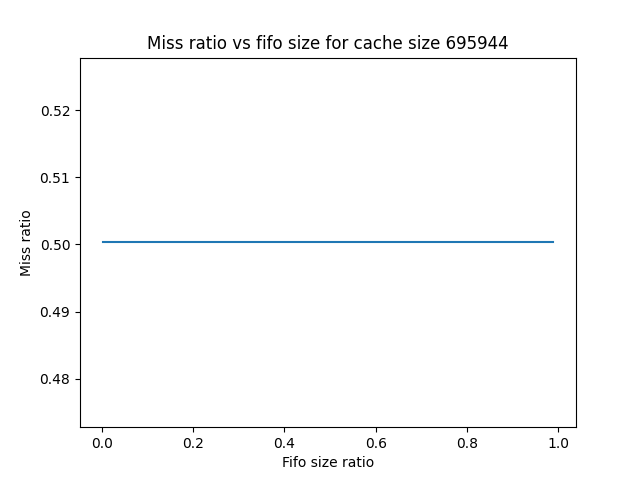 Miss ratio vs fifo size for cache size 695944
0.52
0.51
0.50
0.49
0.48
Miss ratio
0.0 0.2 0.4 0.6 0.8 1.0
Fifo size ratio